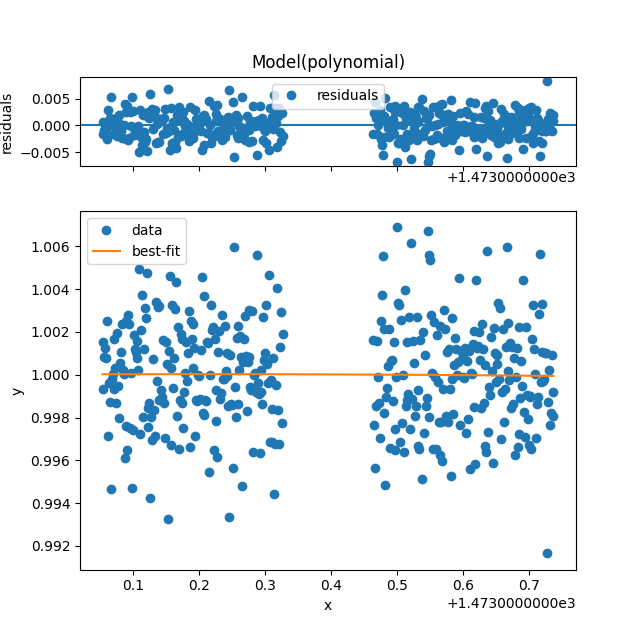 Model(polynomial)
residuals
0.005
0.000
−0.005
residuals
+1.4730000000e3
data
best-fit
y
1.006
1.004
1.002
1.000
0.998
0.996
0.994
0.992
0.1 0.2 0.3 0.4 0.5 0.6 0.7
x
+1.4730000000e3